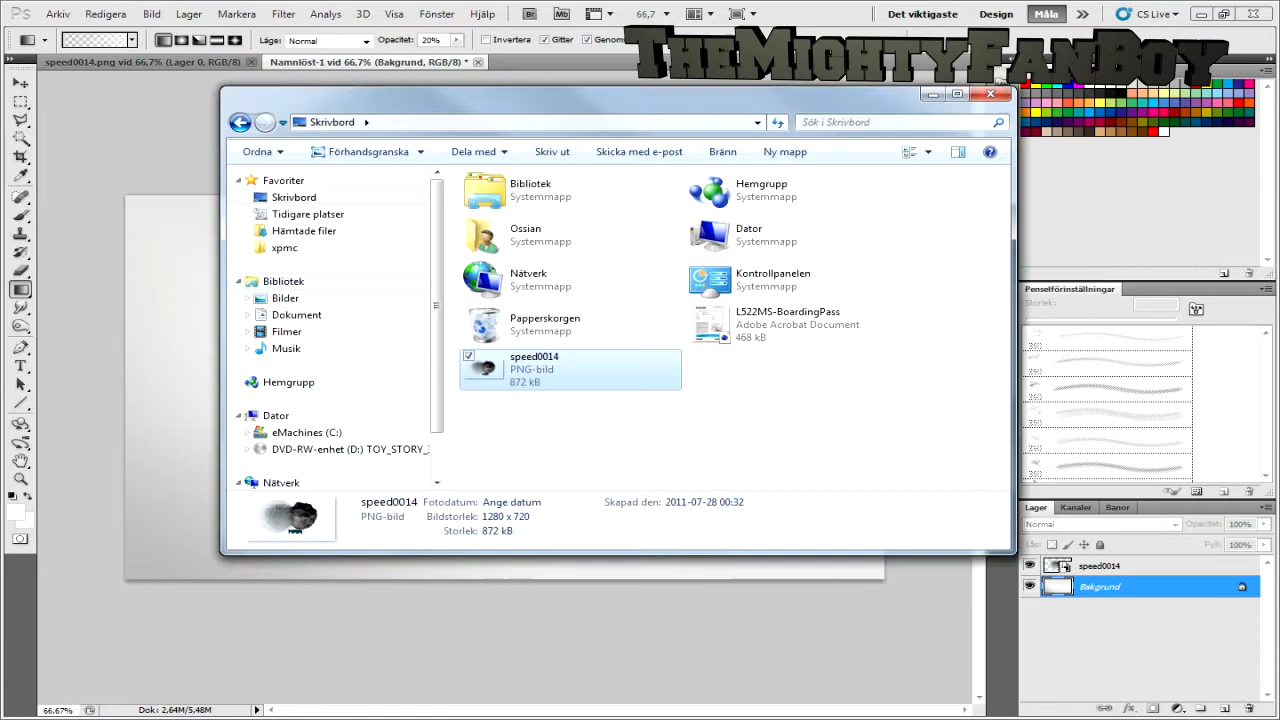 Ps Arkiv Redigera Bild Lager Markera Filter Analys 3D Visa Fönster Hjälp Br Mb 66,7 Det viktigaste Design Måla CS Live
Läge: Normal Opacitet: 20% Invertera Gitter Genom
TheMightyFanBoy
speed0014.png vid 66,7% (Lager 0, RGB/8) Namnlöst-1 vid 66,7% (Bakgrund, RGB/8) *
Skrivbord Sök i Skrivbord
Ordna Förhandsgranska Dela med Skriv ut Skicka med e-post Bränn Ny mapp
Favoriter
Skrivbord
Tidigare platser
Hämtade filer
xpmc
Bibliotek
Bilder
Dokument
Filmer
Musik
Hemgrupp
Dator
eMachines (C:)
DVD-RW-enhet (D:) TOY_STORY_
Nätverk
Bibliotek
Systemmapp
Hemgrupp
Systemmapp
Ossian
Systemmapp
Dator
Systemmapp
Nätverk
Systemmapp
Kontrollpanelen
Systemmapp
Papperskorgen
Systemmapp
L522MS-BoardingPass
Adobe Acrobat Document
468 kB
speed0014
PNG-bild
872 kB
speed0014 Fotodatum: Ange datum Skapad den: 2011-07-28 00:32
PNG-bild Bildstorlek: 1280 x 720
Storlek: 872 kB
Penselförinställningar
Storlek:
Lager Kanaler Banor
Normal Opacitet: 100%
Lås: Fyll: 100%
speed0014
Bakgrund
66.67% Dok: 2,64M/5,48M